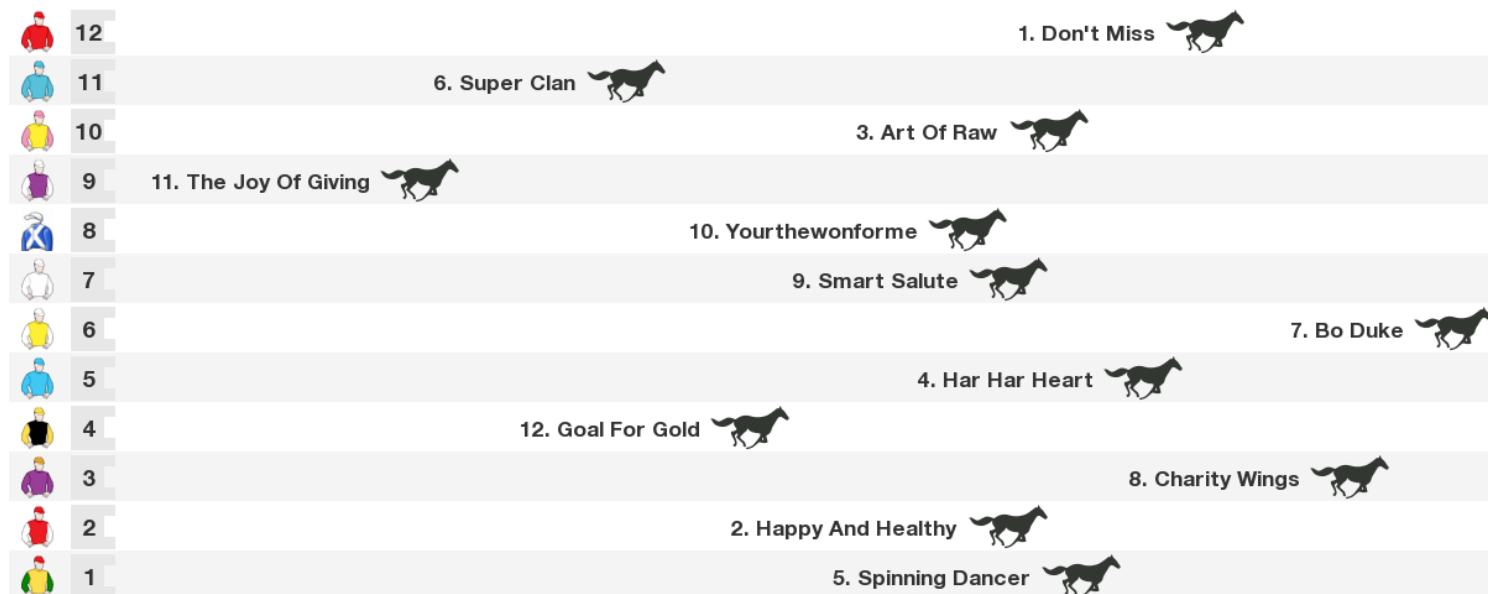 12 1. Don't Miss
11 6. Super Clan
10 3. Art Of Raw
9 11. The Joy Of Giving
8 10. Yourthewonforme
7 9. Smart Salute
6 7. Bo Duke
5 4. Har Har Heart
4 12. Goal For Gold
3 8. Charity Wings
2 2. Happy And Healthy
1 5. Spinning Dancer